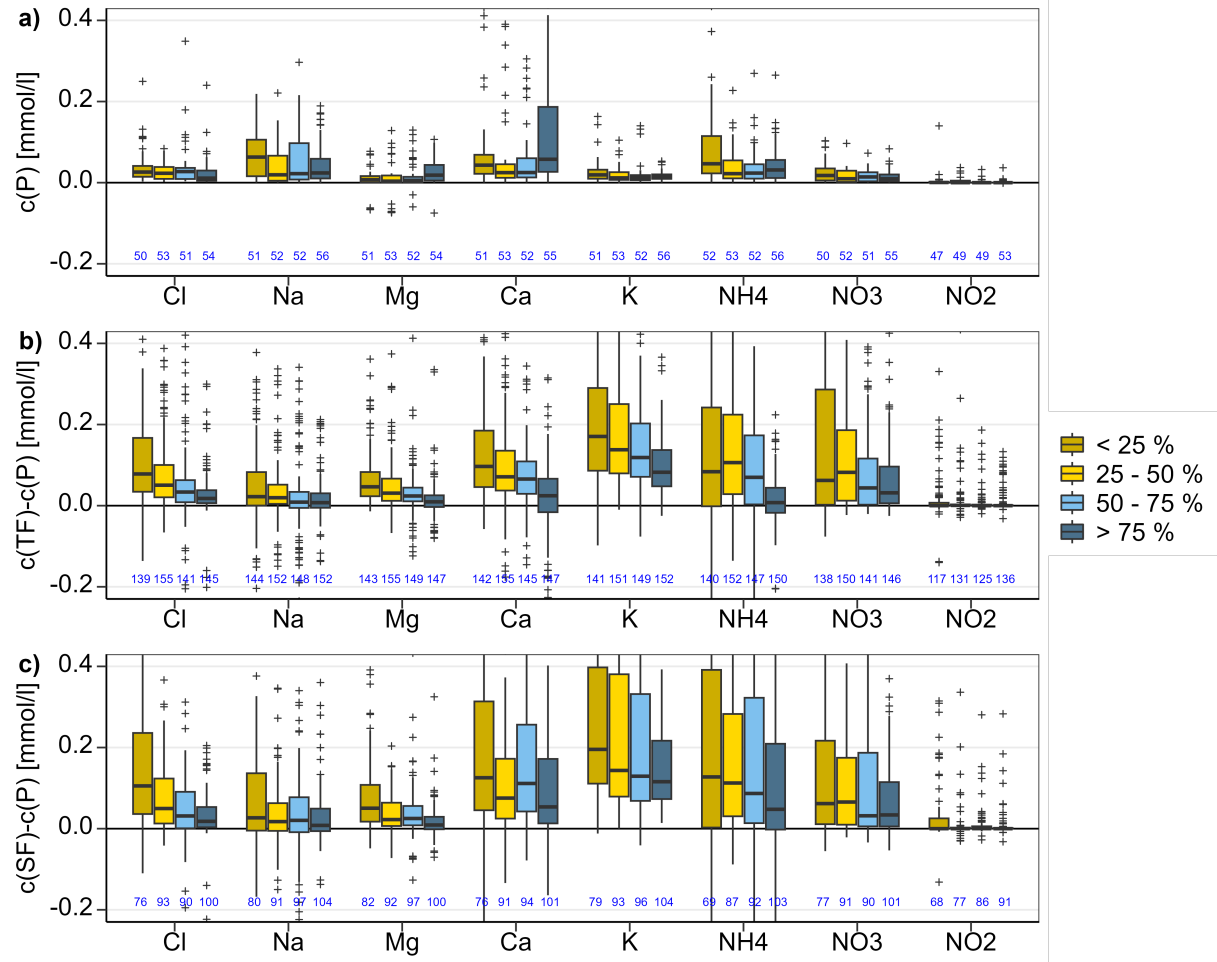 a)
c(P) [mmol/l]
0.4
0.2
0.0
-0.2
50 53 51 54 51 52 52 56 51 53 52 54 51 53 52 55 51 53 52 56 52 53 52 56 50 52 51 55 47 49 49 53
Cl Na Mg Ca K NH4 NO3 NO2
b)
c(TF)-c(P) [mmol/l]
0.4
0.2
0.0
-0.2
139 155 141 145 144 152 148 152 143 155 149 147 142 155 145 147 141 151 149 152 140 152 147 150 138 150 141 146 117 131 125 136
Cl Na Mg Ca K NH4 NO3 NO2
< 25 %
25 - 50 %
50 - 75 %
> 75 %
c)
c(SF)-c(P) [mmol/l]
0.4
0.2
0.0
-0.2
76 93 90 100 80 91 97 104 82 92 97 100 76 91 94 101 79 93 96 104 69 87 92 103 77 91 90 101 68 77 86 91
Cl Na Mg Ca K NH4 NO3 NO2